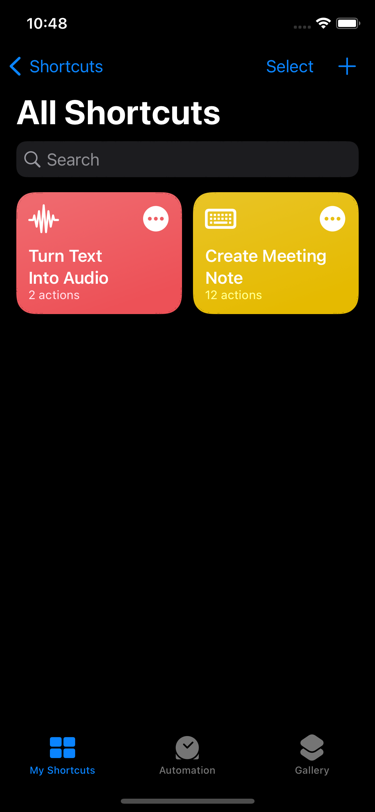 10:48
Shortcuts
Select
All Shortcuts
Search
Turn Text
Into Audio
2 actions
Create Meeting
Note
12 actions
My Shortcuts
Automation
Gallery